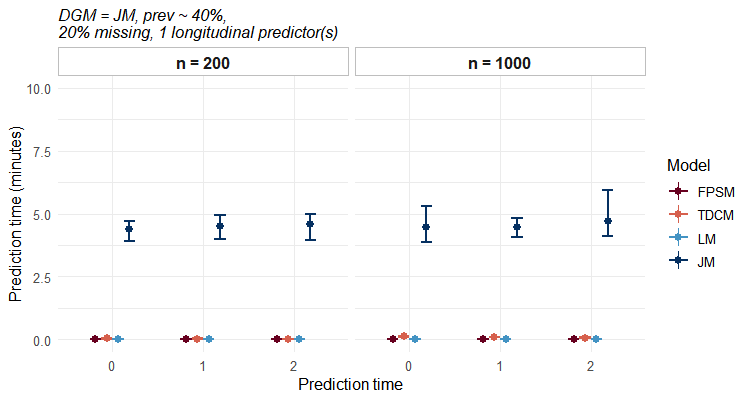 DGM = JM, prev ~ 40%,
20% missing, 1 longitudinal predictor(s)
n = 200
n = 1000
Prediction time (minutes)
10.0
7.5
5.0
2.5
0.0
0 1 2
0 1 2
Prediction time
Model
FPSM
TDCM
LM
JM